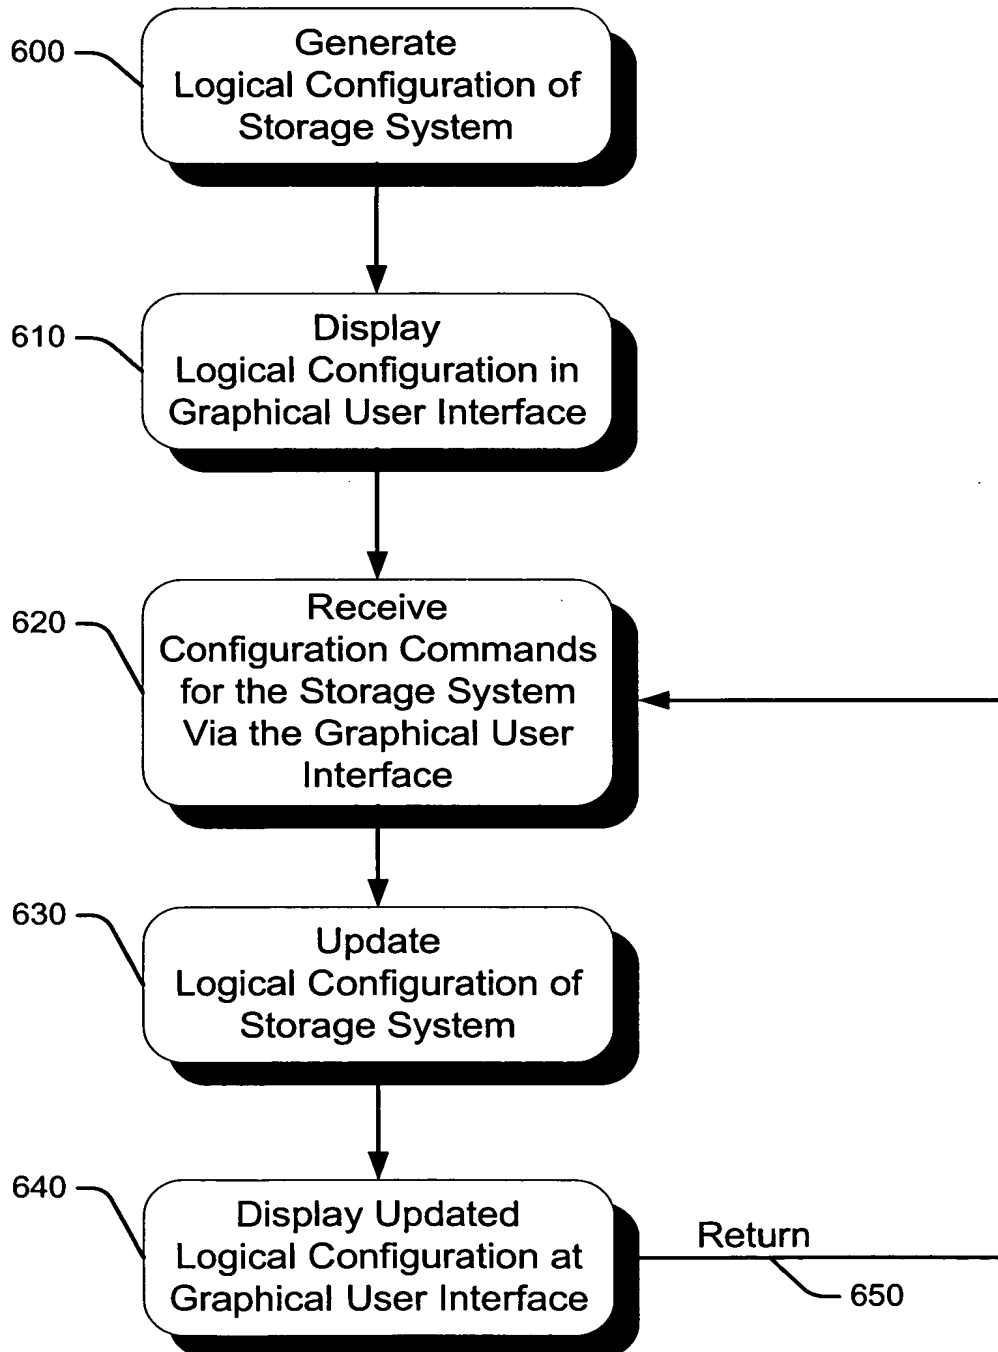 600
Generate
Logical Configuration of
Storage System
610
Display
Logical Configuration in
Graphical User Interface
620
Receive
Configuration Commands
for the Storage System
Via the Graphical User
Interface
630
Update
Logical Configuration of
Storage System
640
Display Updated
Logical Configuration at
Graphical User Interface
Return
650